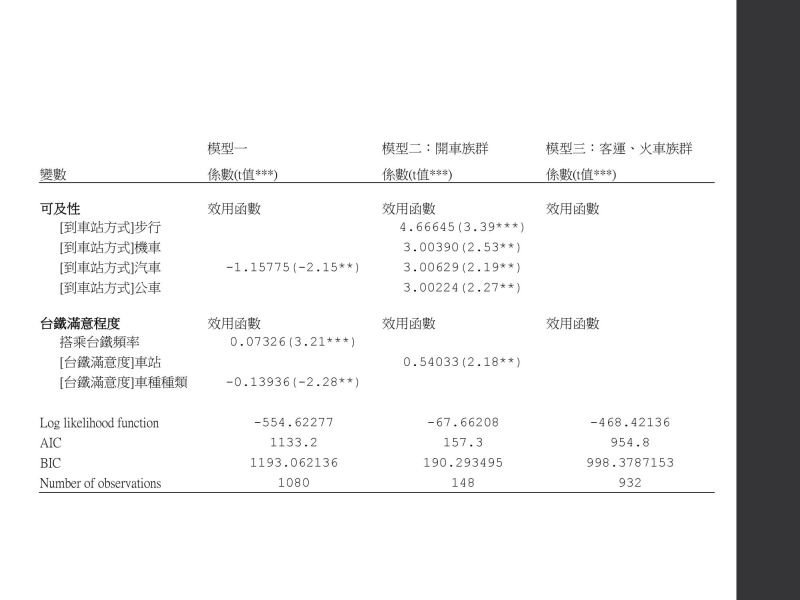 模型一 模型二：開車族群 模型三：客運、火車族群
變數 係數(t值***) 係數(t值***) 係數(t值***)
可及性 效用函數 效用函數 效用函數
[到車站方式]步行 4.66645(3.39***)
[到車站方式]機車 3.00390(2.53**)
[到車站方式]汽車 -1.15775(-2.15**) 3.00629(2.19**)
[到車站方式]公車 3.00224(2.27**)
台鐵滿意程度 效用函數 效用函數 效用函數
搭乘台鐵頻率 0.07326(3.21***)
[台鐵滿意度]車站 0.54033(2.18**)
[台鐵滿意度]車種種類 -0.13936(-2.28**)
Log likelihood function -554.62277 -67.66208 -468.42136
AIC 1133.2 157.3 954.8
BIC 1193.062136 190.293495 998.3787153
Number of observations 1080 148 932